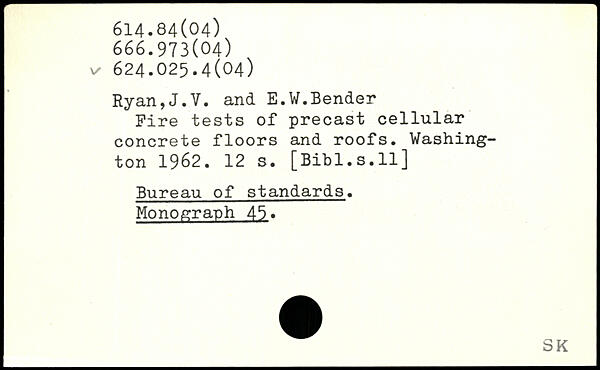 614.84(04)
666.973(04)
✓ 624.025.4(04)
Ryan,J.V. and E.W.Bender
Fire tests of precast cellular
concrete floors and roofs. Washing-
ton 1962. 12 s. [Bibl.s.11]
Bureau of standards.
Monograph 45.
SK